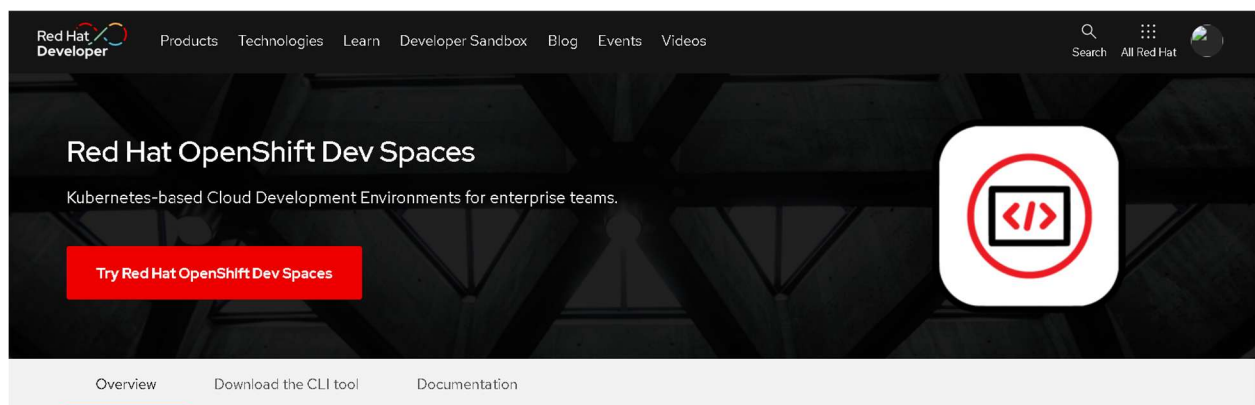 Red Hat
Developer
Products Technologies Learn Developer Sandbox Blog Events Videos
Search All Red Hat
Red Hat OpenShift Dev Spaces
Kubernetes-based Cloud Development Environments for enterprise teams.
</>
Try Red Hat OpenShift Dev Spaces
Overview Download the CLI tool Documentation